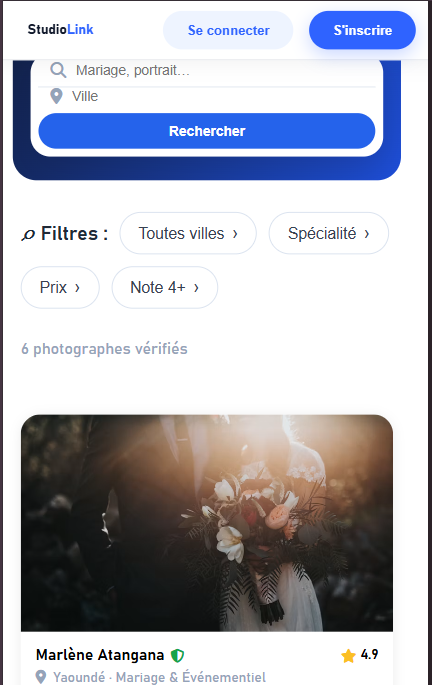 StudioLink Se connecter S'inscrire
Mariage, portrait...
Ville
Rechercher
Filtres : Toutes villes › Spécialité ›
Prix › Note 4+ ›
6 photographes vérifiés
Marlène Atangana 4.9
Yaoundé · Mariage & Événementiel